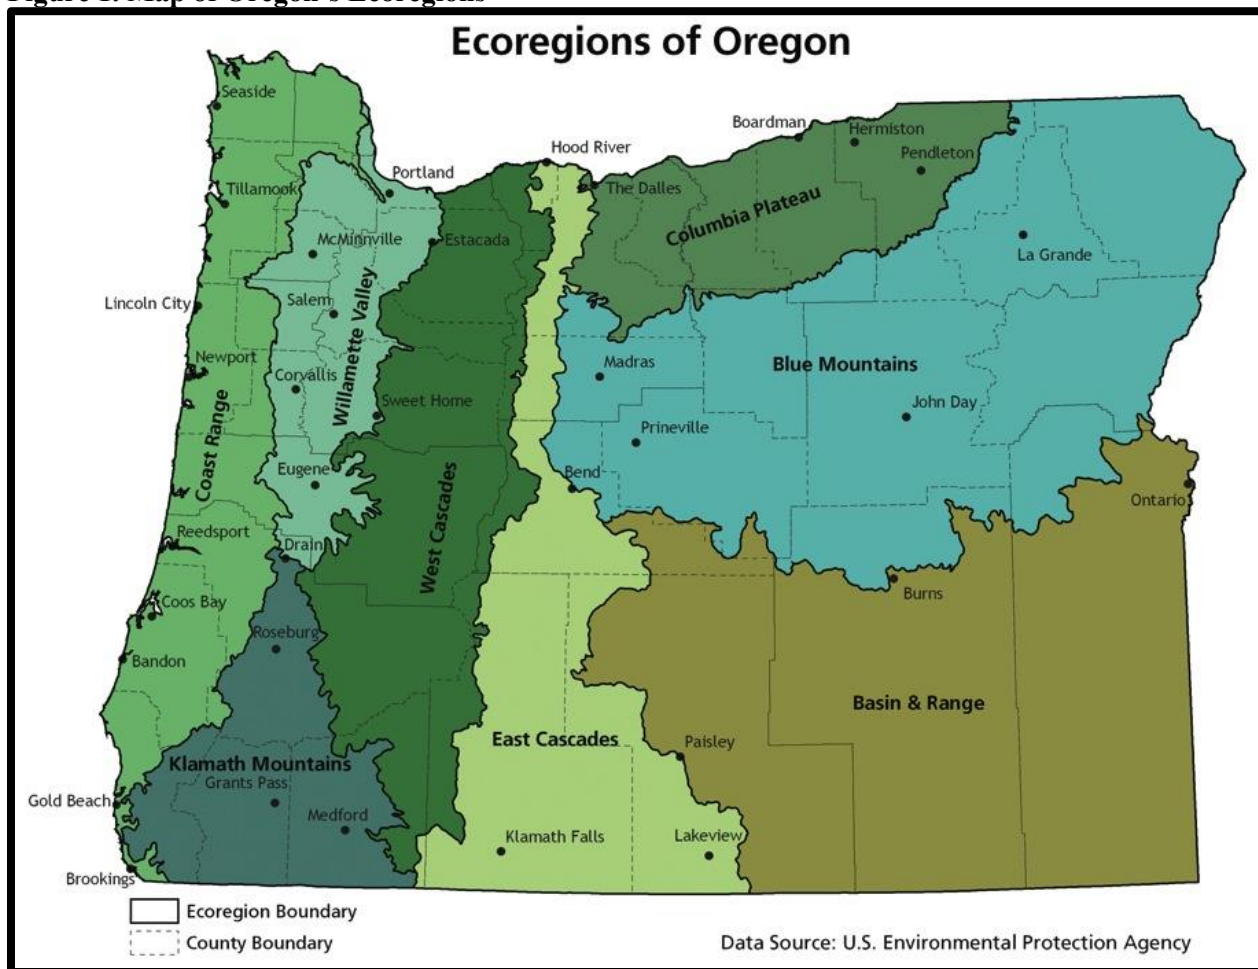 Figure 1. Map of Oregon's Ecoregions
Ecoregions of Oregon
Seaside
Boardman
Hermiston
Hood River
Pendleton
Portland
The Dalles
Tillamook
Columbia Plateau
McMinnville
Estacada
La Grande
Lincoln City
Salem
Willamette Valley
Newport
Madras
Blue Mountains
Corvallis
Sweet Home
John Day
Coast Range
Prineville
Eugene
Bend
Ontario
West Cascades
Reedsport
Drain
Burns
Coos Bay
Roseburg
Bandon
Basin & Range
East Cascades
Paisley
Klamath Mountains
Grants Pass
Gold Beach
Medford
Klamath Falls
Lakeview
Brookings
Ecoregion Boundary
County Boundary
Data Source: U.S. Environmental Protection Agency